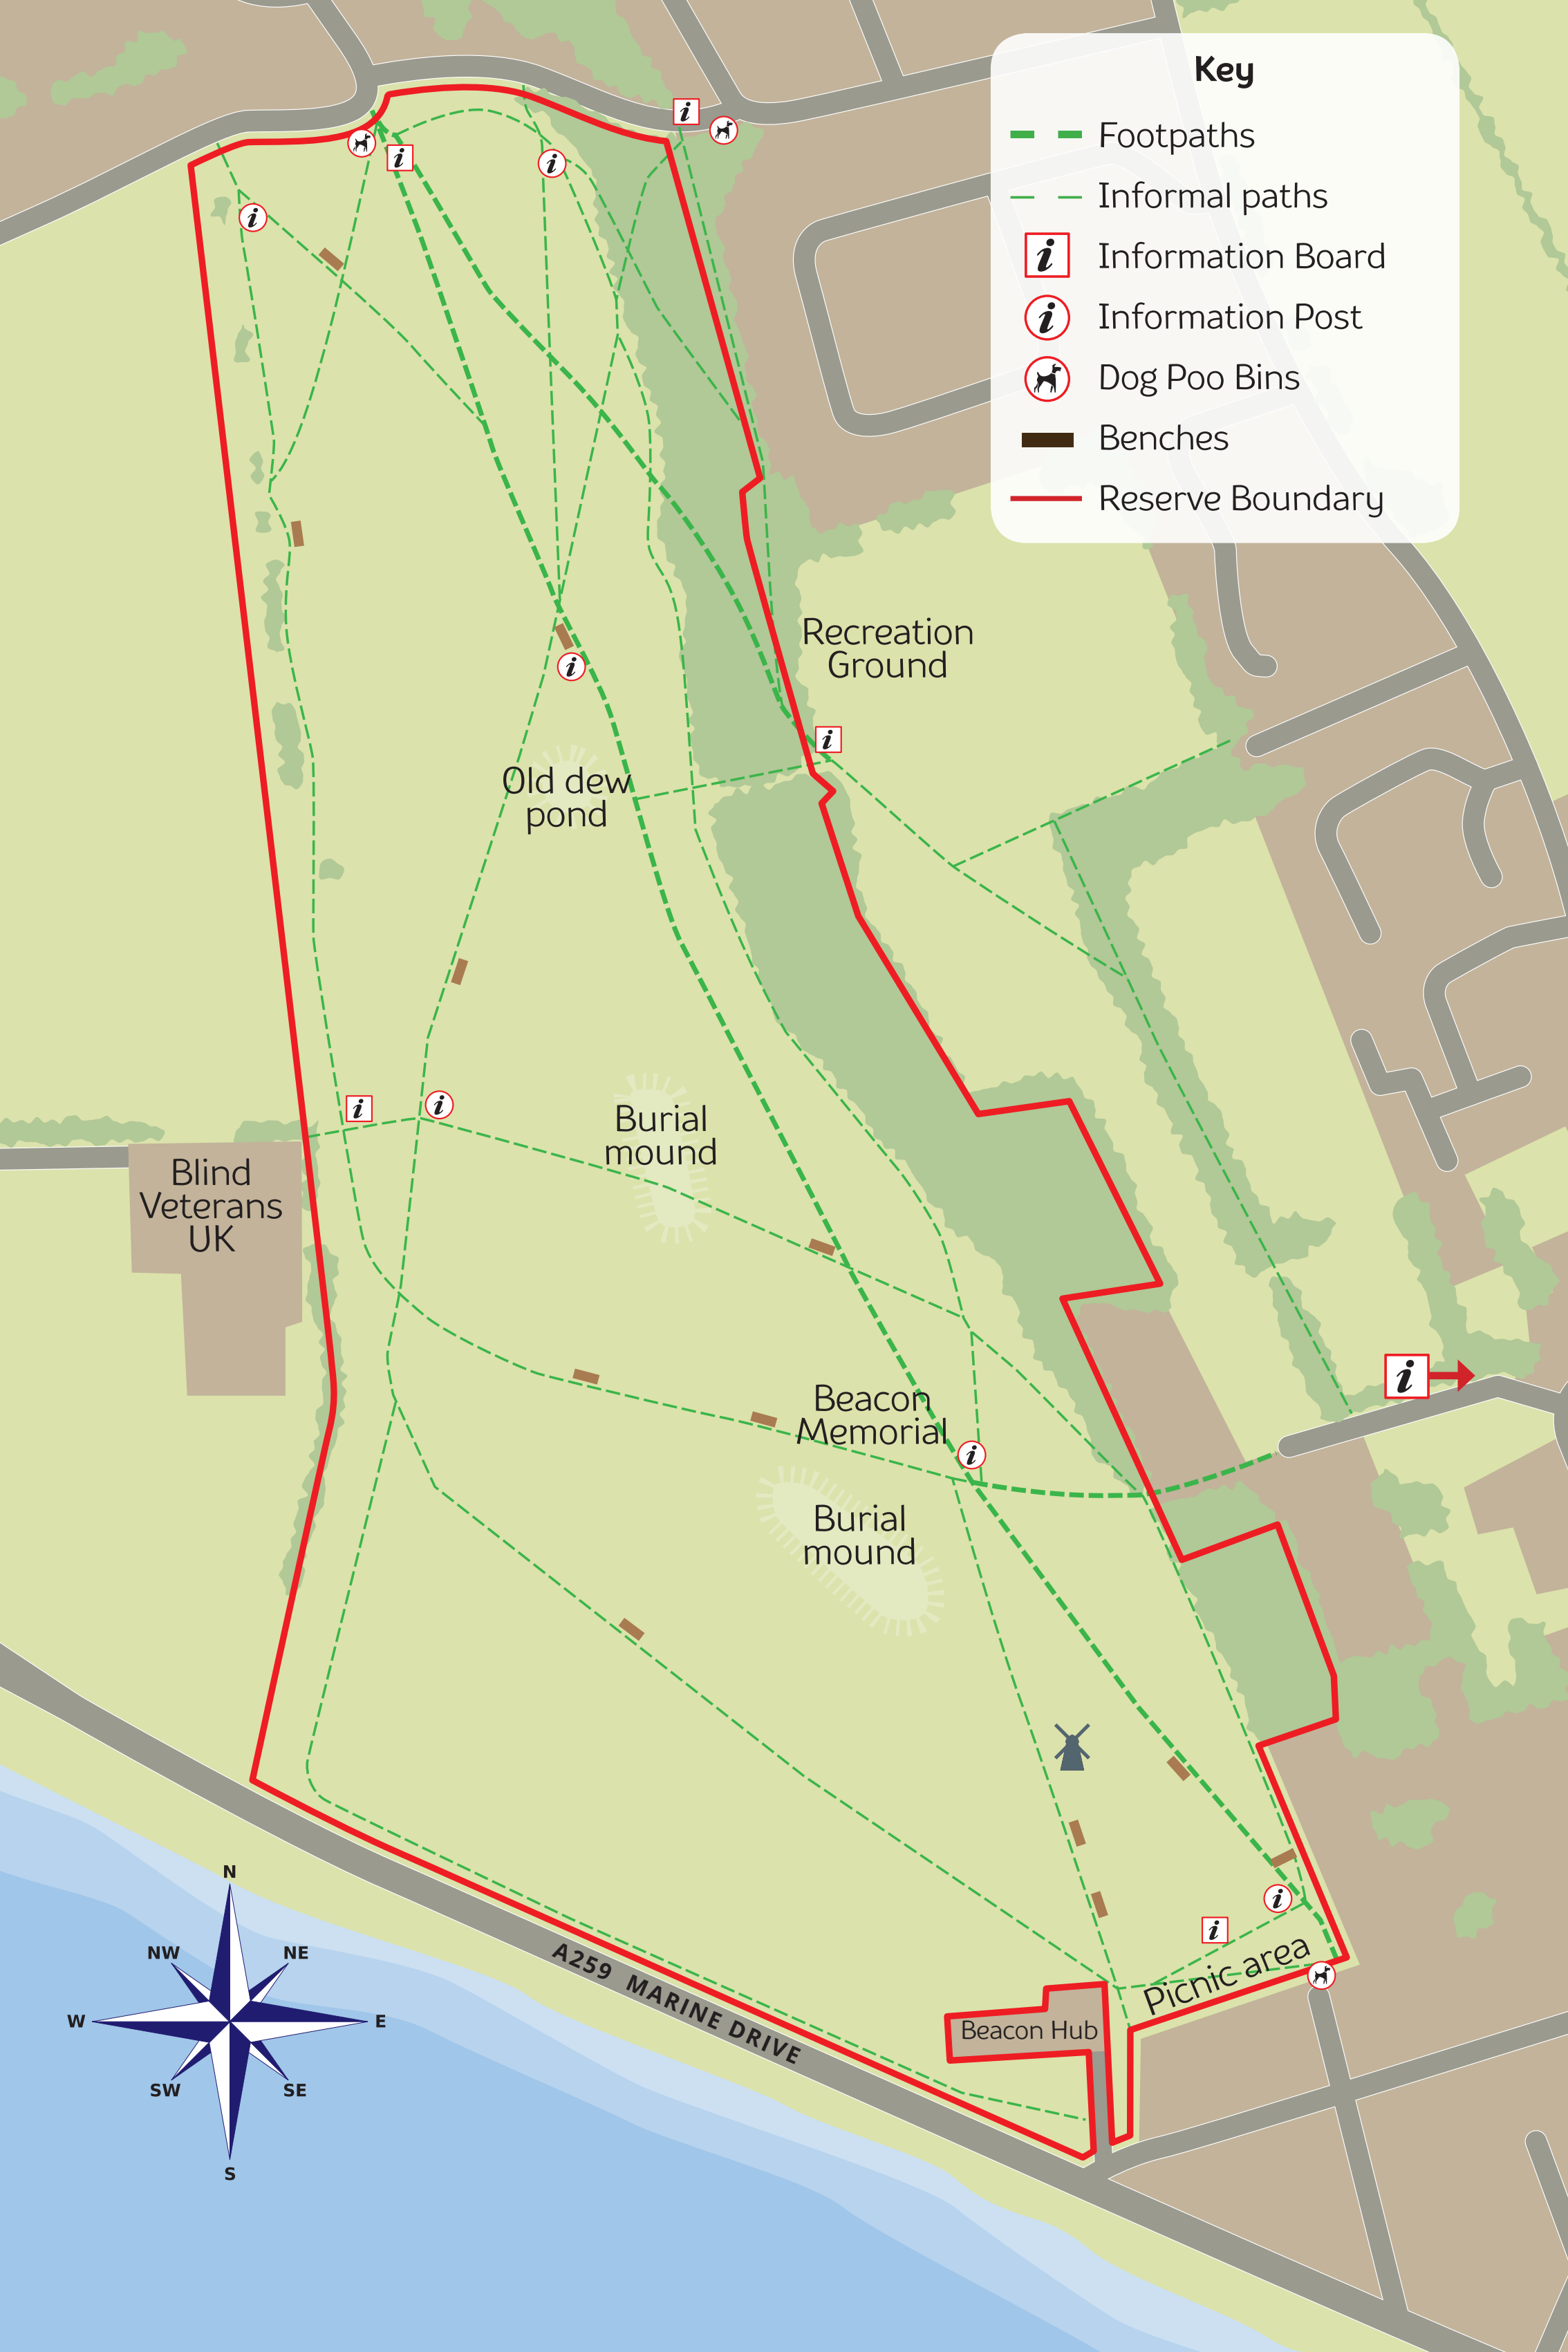 Key
Footpaths
Informal paths
i
Information Board
i
Information Post
Dog Poo Bins
Benches
Reserve Boundary
i
i
i
i
Recreation
Ground
i
i
Old dew
pond
i
i
Burial
mound
Blind
Veterans
UK
i
Beacon
Memorial
i
Burial
mound
N
NW
NE
W
E
SW
SE
S
i
i
Picnic area
A259 MARINE DRIVE
Beacon Hub